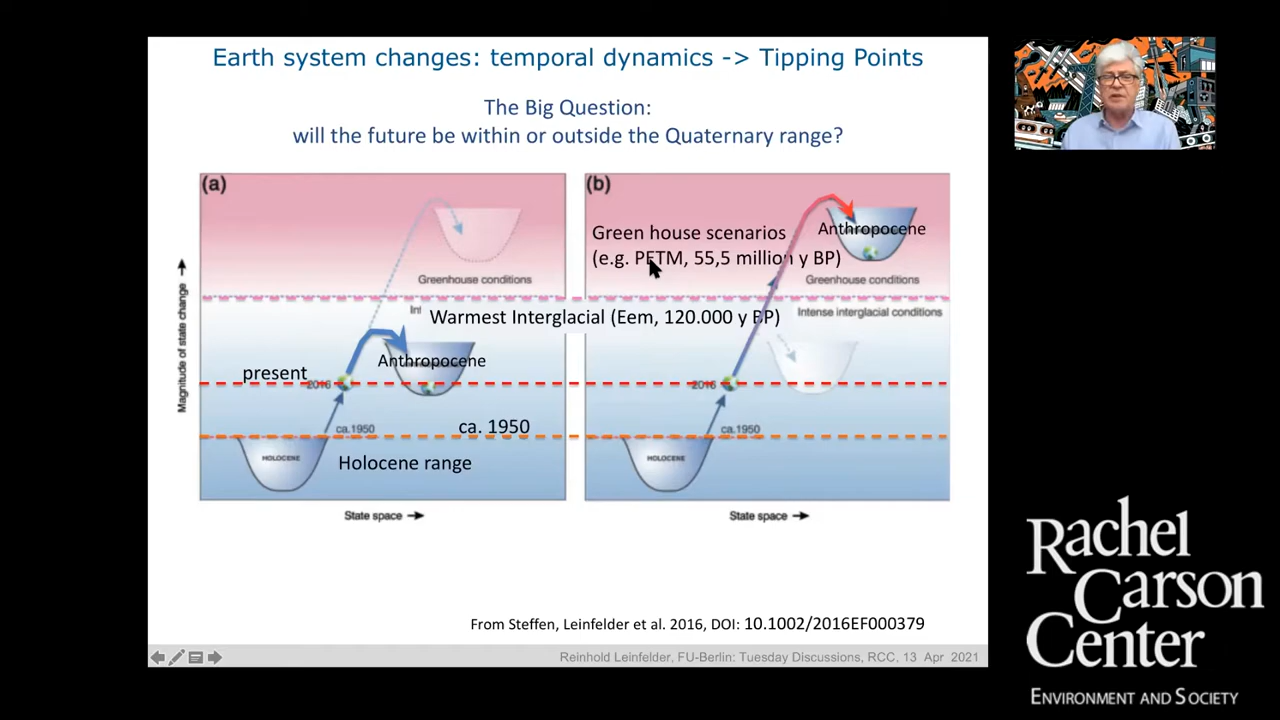 Earth system changes: temporal dynamics -> Tipping Points
The Big Question:
will the future be within or outside the Quaternary range?
(a)
Greenhouse conditions
Int
Warmest Interglacial (Eem, 120.000 y BP)
Anthropocene
present
2016
ca.1950
ca. 1950
HOLOCENE
Holocene range
Magnitude of state change
State space
(b)
Green house scenarios
(e.g. PETM, 55,5 million y BP)
Anthropocene
Greenhouse conditions
Intense interglacial conditions
2016
ca.1950
HOLOCENE
State space
From Steffen, Leinfelder et al. 2016, DOI: 10.1002/2016EF000379
Reinhold Leinfelder, FU-Berlin: Tuesday Discussions, RCC, 13 Apr 2021
Rachel
Carson
Center
ENVIRONMENT AND SOCIETY